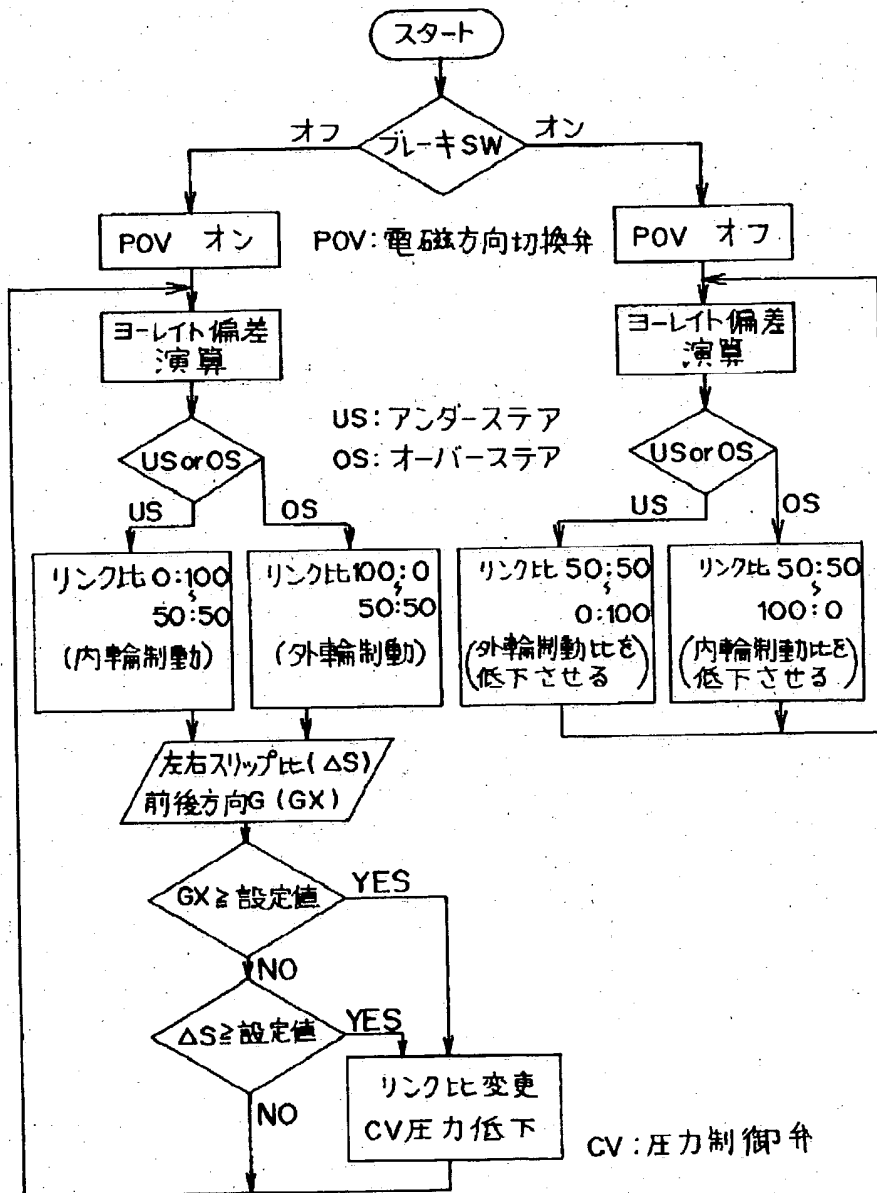 スタート
ブレーキSW
オフ
オン
POV オン
POV:電磁方向切換弁
POV オフ
ヨーレイト偏差
演算
ヨーレイト偏差
演算
US:アンダーステア
OS:オーバーステア
USorOS
US
OS
USorOS
US
OS
リンク比0:100
〜
50:50
(内輪制動)
リンク比100:0
〜
50:50
(外輪制動)
リンク比 50:50
〜
0:100
(外輪制動比を
低下させる)
リンク比 50:50
〜
100:0
(内輪制動比を
低下させる)
左右スリップ比(△S)
前後方向G(GX)
GX≧設定値
YES
NO
△S≧設定値
YES
NO
リンク比変更
CV圧力低下
CV:圧力制御弁